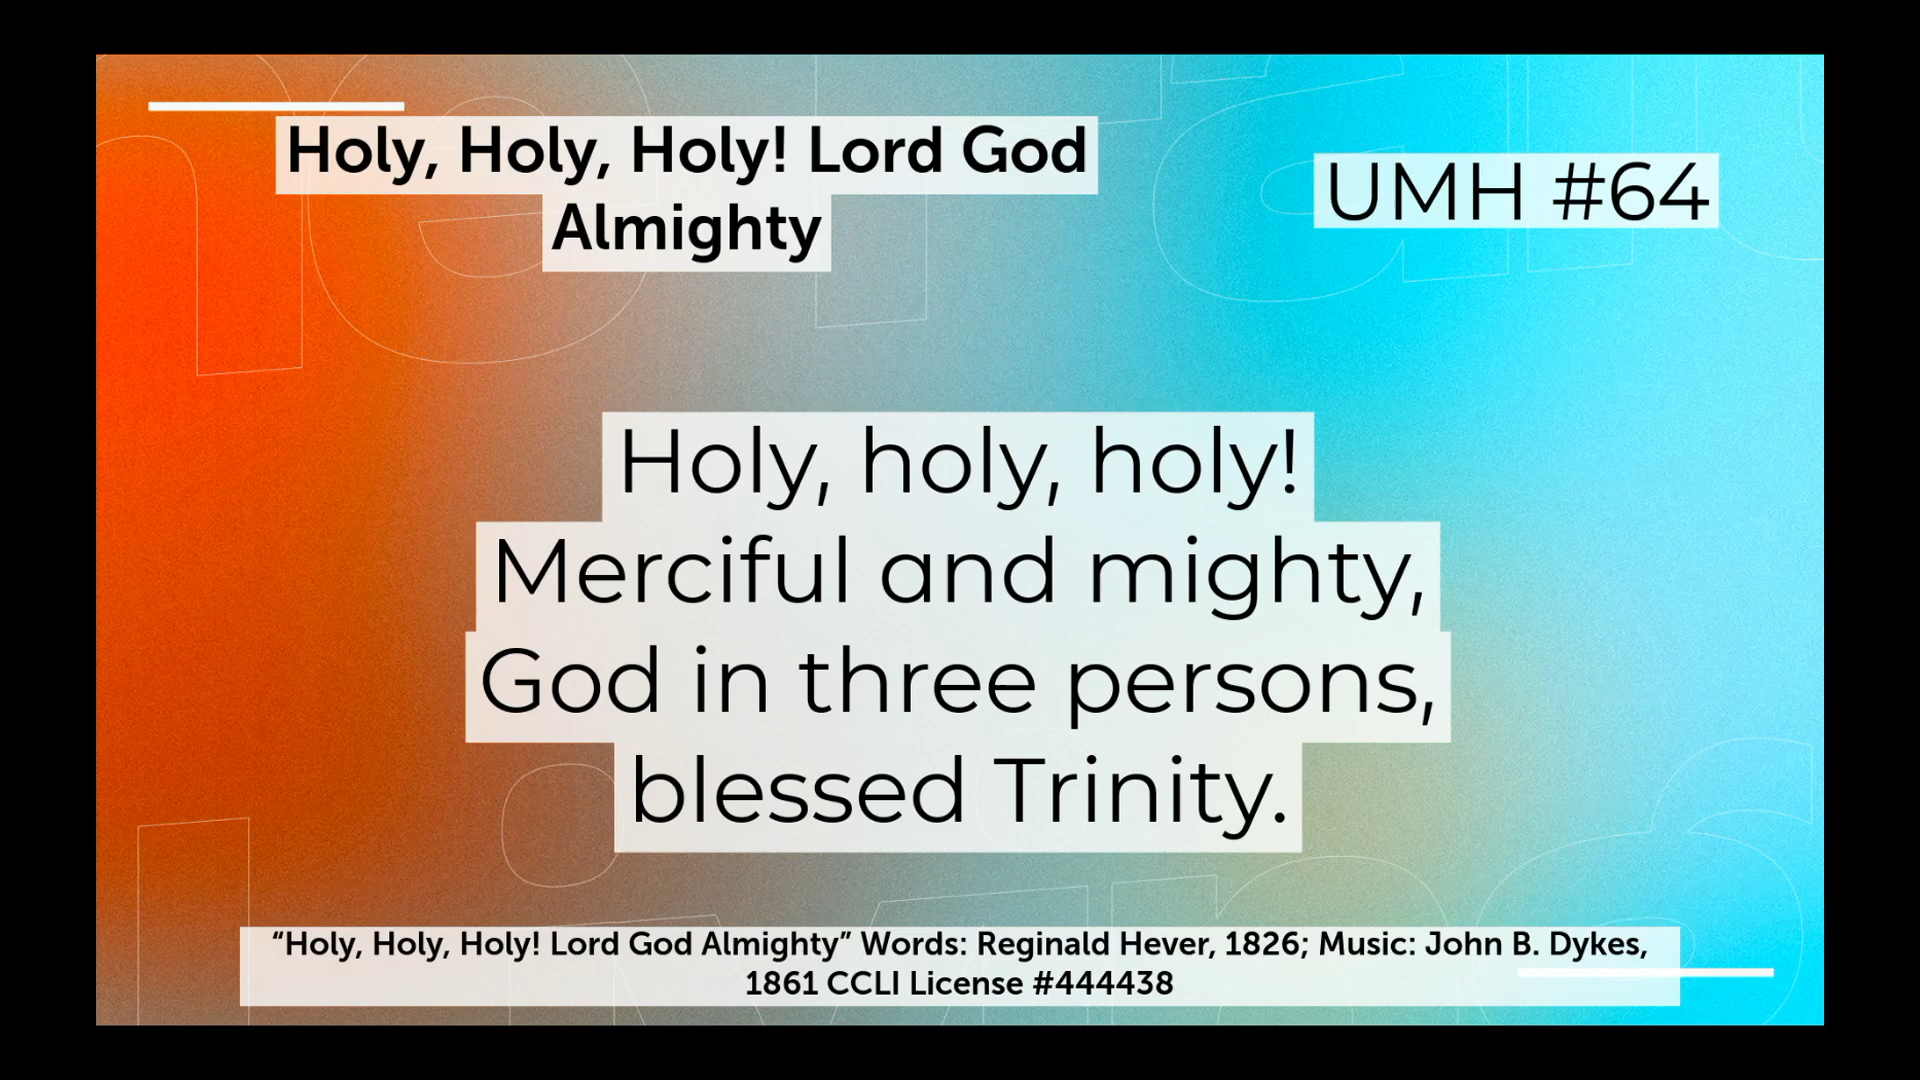 Holy, Holy, Holy! Lord God
Almighty
UMH #64
Holy, holy, holy!
Merciful and mighty,
God in three persons,
blessed Trinity.
“Holy, Holy, Holy! Lord God Almighty” Words: Reginald Hever, 1826; Music: John B. Dykes,
1861 CCLI License #444438